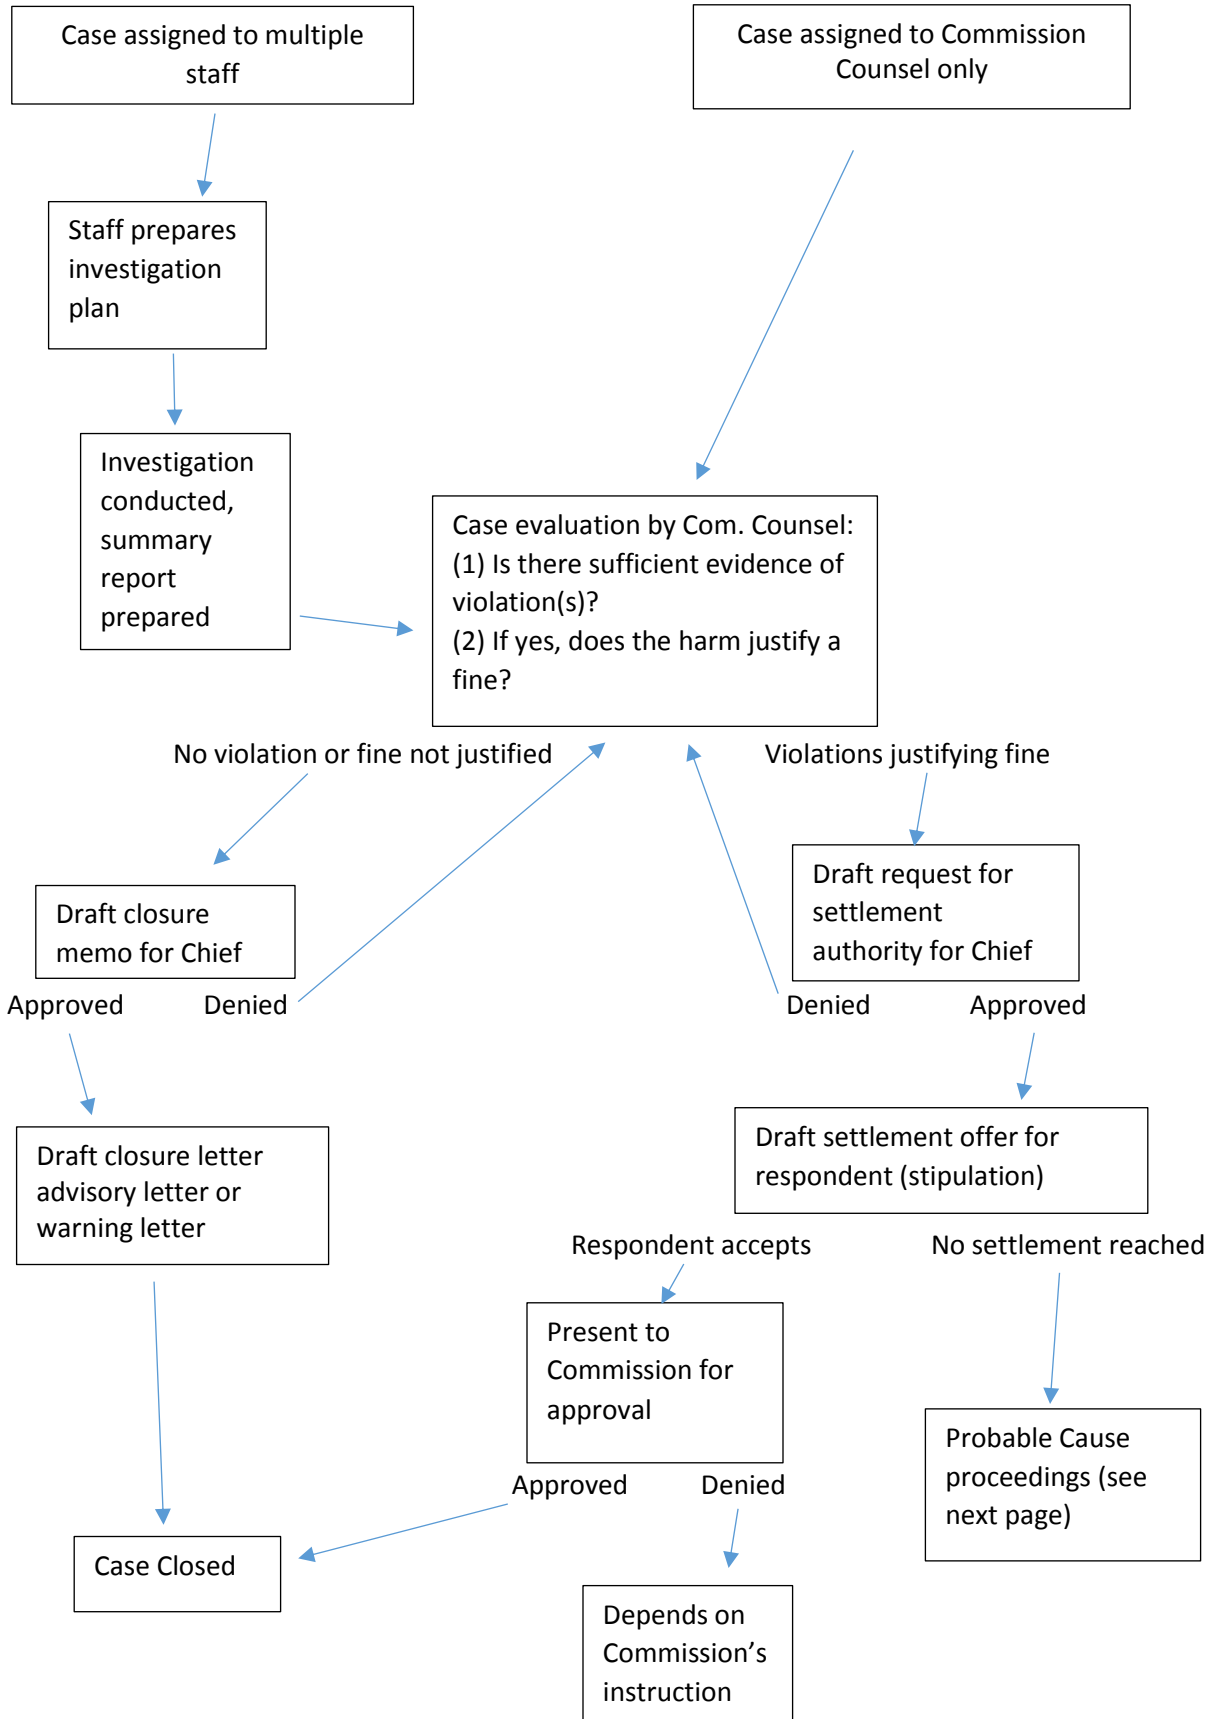 Case assigned to multiple
staff
Case assigned to Commission
Counsel only
Staff prepares
investigation
plan
Investigation
conducted,
summary
report
prepared
Case evaluation by Com. Counsel:
(1) Is there sufficient evidence of
violation(s)?
(2) If yes, does the harm justify a
fine?
No violation or fine not justified
Violations justifying fine
Draft closure
memo for Chief
Draft request for
settlement
authority for Chief
Approved
Denied
Denied
Approved
Draft closure letter
advisory letter or
warning letter
Draft settlement offer for
respondent (stipulation)
Respondent accepts
No settlement reached
Present to
Commission for
approval
Probable Cause
proceedings (see
next page)
Approved
Denied
Case Closed
Depends on
Commission’s
instruction